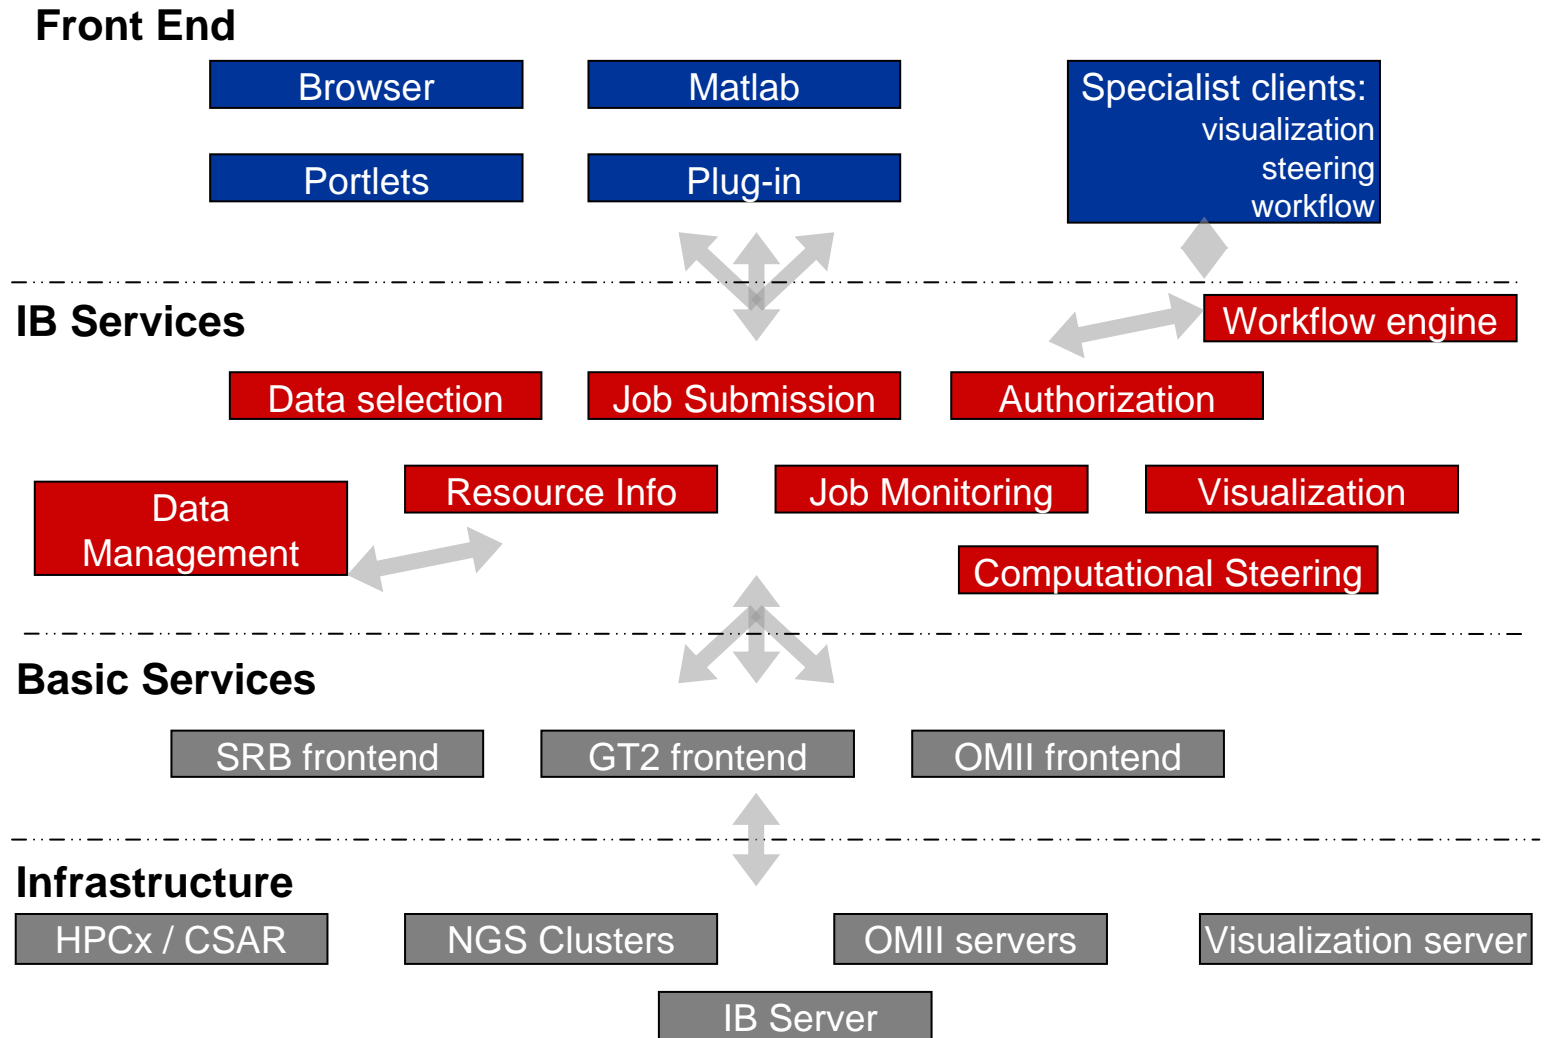 Front End
Browser
Matlab
Specialist clients:
visualization
steering
workflow
Portlets
Plug-in
IB Services
Workflow engine
Data selection
Job Submission
Authorization
Data
Management
Resource Info
Job Monitoring
Visualization
Computational Steering
Basic Services
SRB frontend
GT2 frontend
OMII frontend
Infrastructure
HPCx / CSAR
NGS Clusters
OMII servers
Visualization server
IB Server